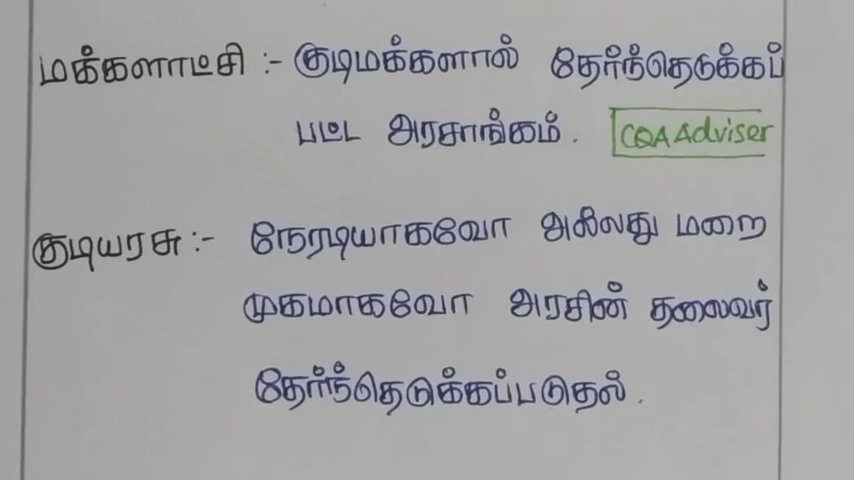 மக்களாட்சி :- குடிமக்களால் தேர்ந்தெடுக்கப்
பட்ட அரசாங்கம். CQA Adviser
குடியரசு :- நேரடியாகவோ அல்லது மறை
முகமாகவோ அரசின் தலைவர்
தேர்ந்தெடுக்கப்படுதல்.